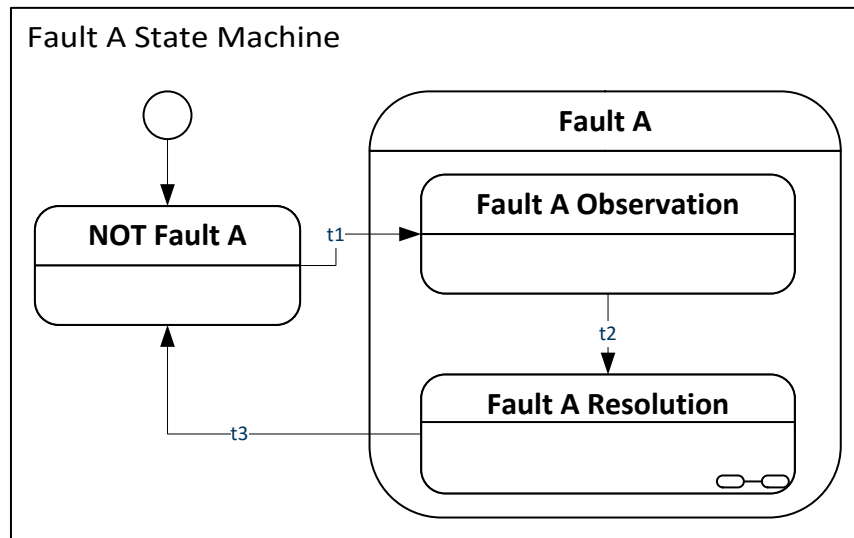 Fault A State Machine
Fault A
Fault A Observation
NOT Fault A
t1
t2
Fault A Resolution
t3